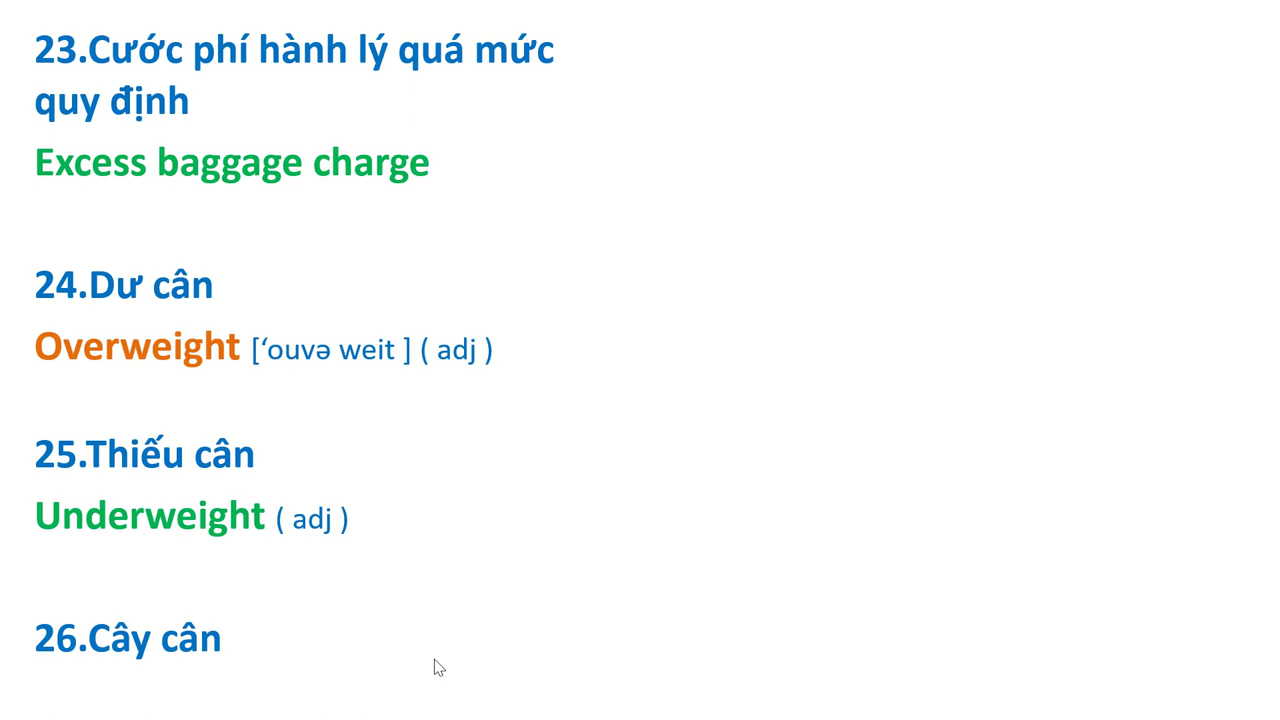 23.Cước phí hành lý quá mức
quy định
Excess baggage charge
24.Dư cân
Overweight [‘ouvə weit ] ( adj )
25.Thiếu cân
Underweight ( adj )
26.Cây cân